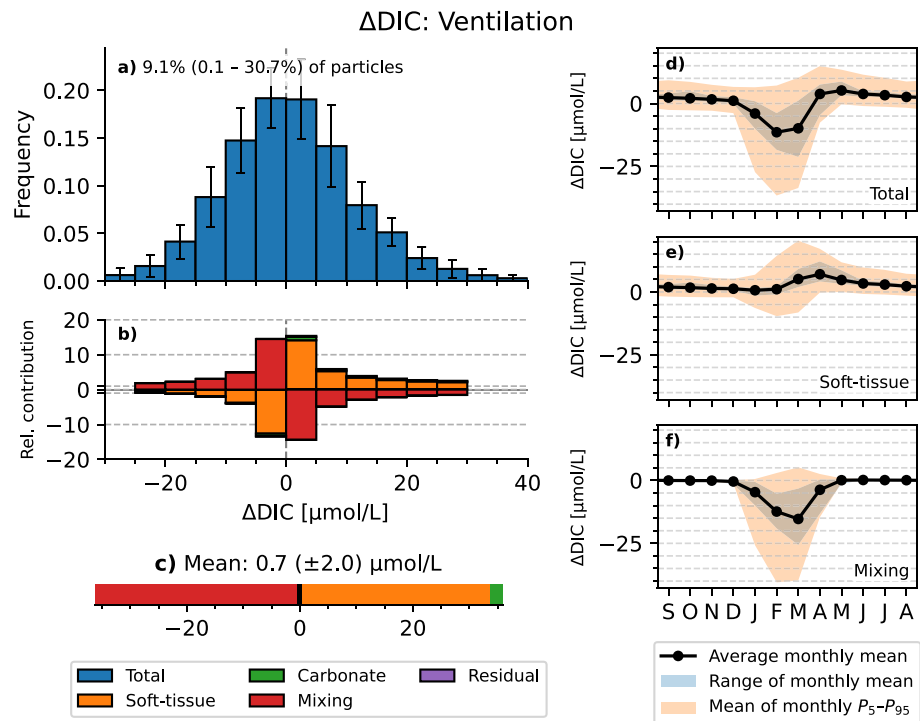 ΔDIC: Ventilation
a) 9.1% (0.1 – 30.7%) of particles
Frequency
0.20
0.15
0.10
0.05
0.00
b)
Rel. contribution
20
10
0
−10
−20
−20
0
20
40
ΔDIC [μmol/L]
c) Mean: 0.7 (±2.0) μmol/L
−20
0
20
Total
Soft-tissue
Carbonate
Mixing
Residual
d)
ΔDIC [μmol/L]
0
−25
Total
e)
ΔDIC [μmol/L]
0
−25
Soft-tissue
f)
ΔDIC [μmol/L]
0
−25
Mixing
S O N D J F M A M J J A
Average monthly mean
Range of monthly mean
Mean of monthly P₅–P₉₅